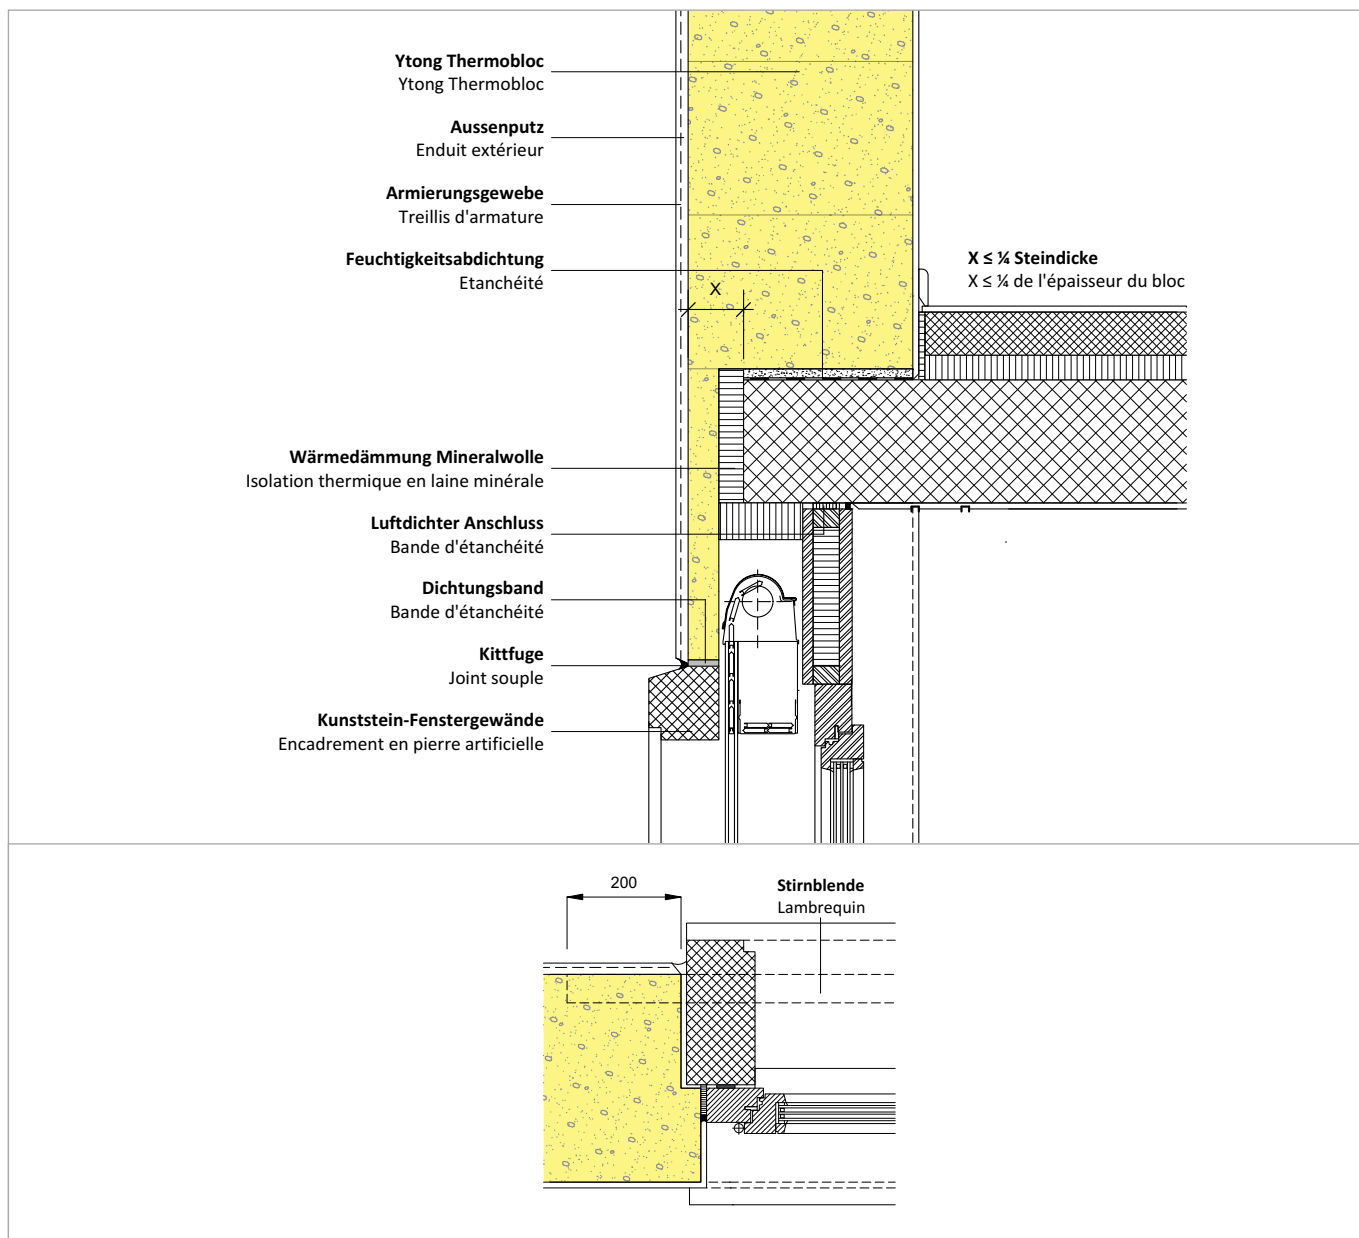 Ytong Thermobloc
Ytong Thermobloc
Aussenputz
Enduit extérieur
Armierungsgewebe
Treillis d'armature
Feuchtigkeitsabdichtung
Etanchéité
X
X ≤ ¼ Steindicke
X ≤ ¼ de l'épaisseur du bloc
Wärmedämmung Mineralwolle
Isolation thermique en laine minérale
Luftdichter Anschluss
Bande d'étanchéité
Dichtungsband
Bande d'étanchéité
Kittfuge
Joint souple
Kunststein-Fenstergewände
Encadrement en pierre artificielle
200
Stirnblende
Lambrequin